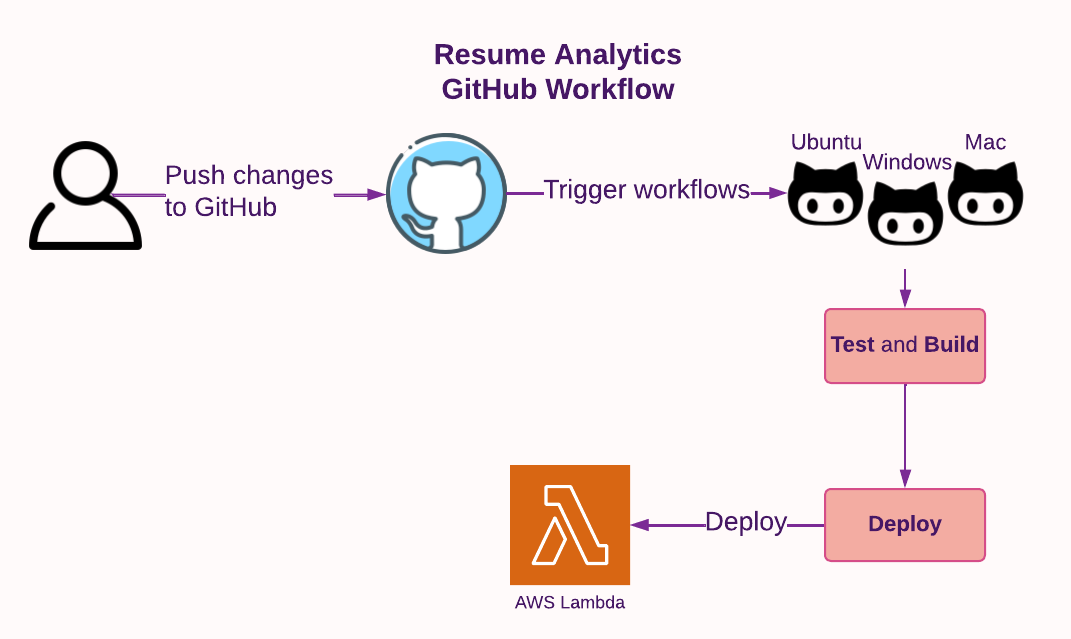 Resume Analytics
GitHub Workflow
Push changes
to GitHub
Trigger workflows
Ubuntu
Windows
Mac
Test and Build
Deploy
Deploy
AWS Lambda